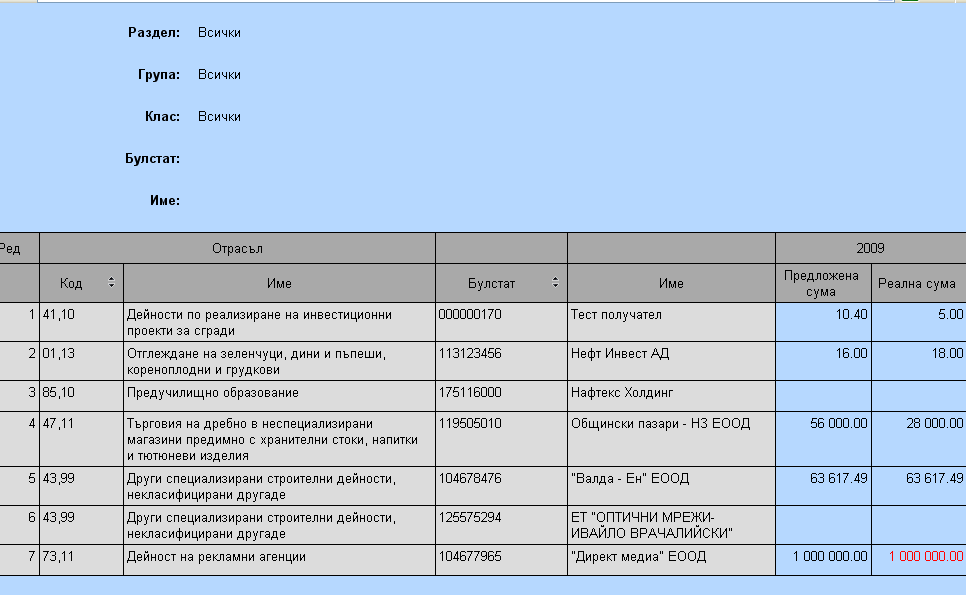 Раздел: Всички
Група: Всички
Клас: Всички
Булстат:
Име:
Ред Отрасъл 2009
Код Име Булстат Име Предложена сума Реална сума
1 41,10 Дейности по реализиране на инвестиционни 000000170 Тест получател 10.40 5.00
проекти за сгради
2 01,13 Отглеждане на зеленчуци, дини и пъпеши, 113123456 Нефт Инвест АД 16.00 18.00
кореноплодни и грудкови
3 85,10 Предучилищно образование 175116000 Нафтекс Холдинг
4 47,11 Търговия на дребно в неспециализирани 119505010 Общински пазари - НЗ ЕООД 56 000.00 28 000.00
магазини предимно с хранителни стоки, напитки
и тютюневи изделия
5 43,99 Други специализирани строителни дейности, 104678476 "Валда - Ен" ЕООД 63 617.49 63 617.49
некласифицирани другаде
6 43,99 Други специализирани строителни дейности, 125575294 ЕТ "ОПТИЧНИ МРЕЖИ-
некласифицирани другаде ИВАЙЛО ВРАЧАЛИЙСКИ"
7 73,11 Дейност на рекламни агенции 104677965 "Директ медиа" ЕООД 1 000 000.00 1 000 000.00